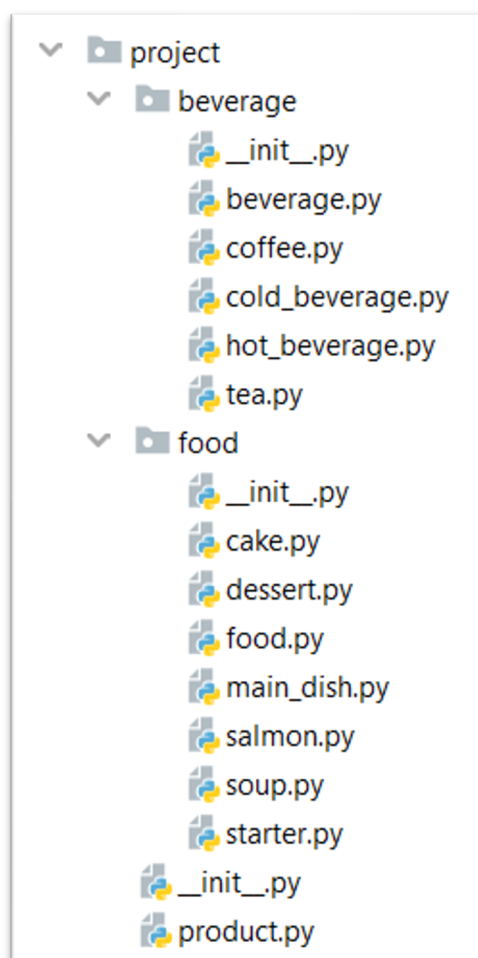 project
beverage
__init__.py
beverage.py
coffee.py
cold_beverage.py
hot_beverage.py
tea.py
food
__init__.py
cake.py
dessert.py
food.py
main_dish.py
salmon.py
soup.py
starter.py
__init__.py
product.py